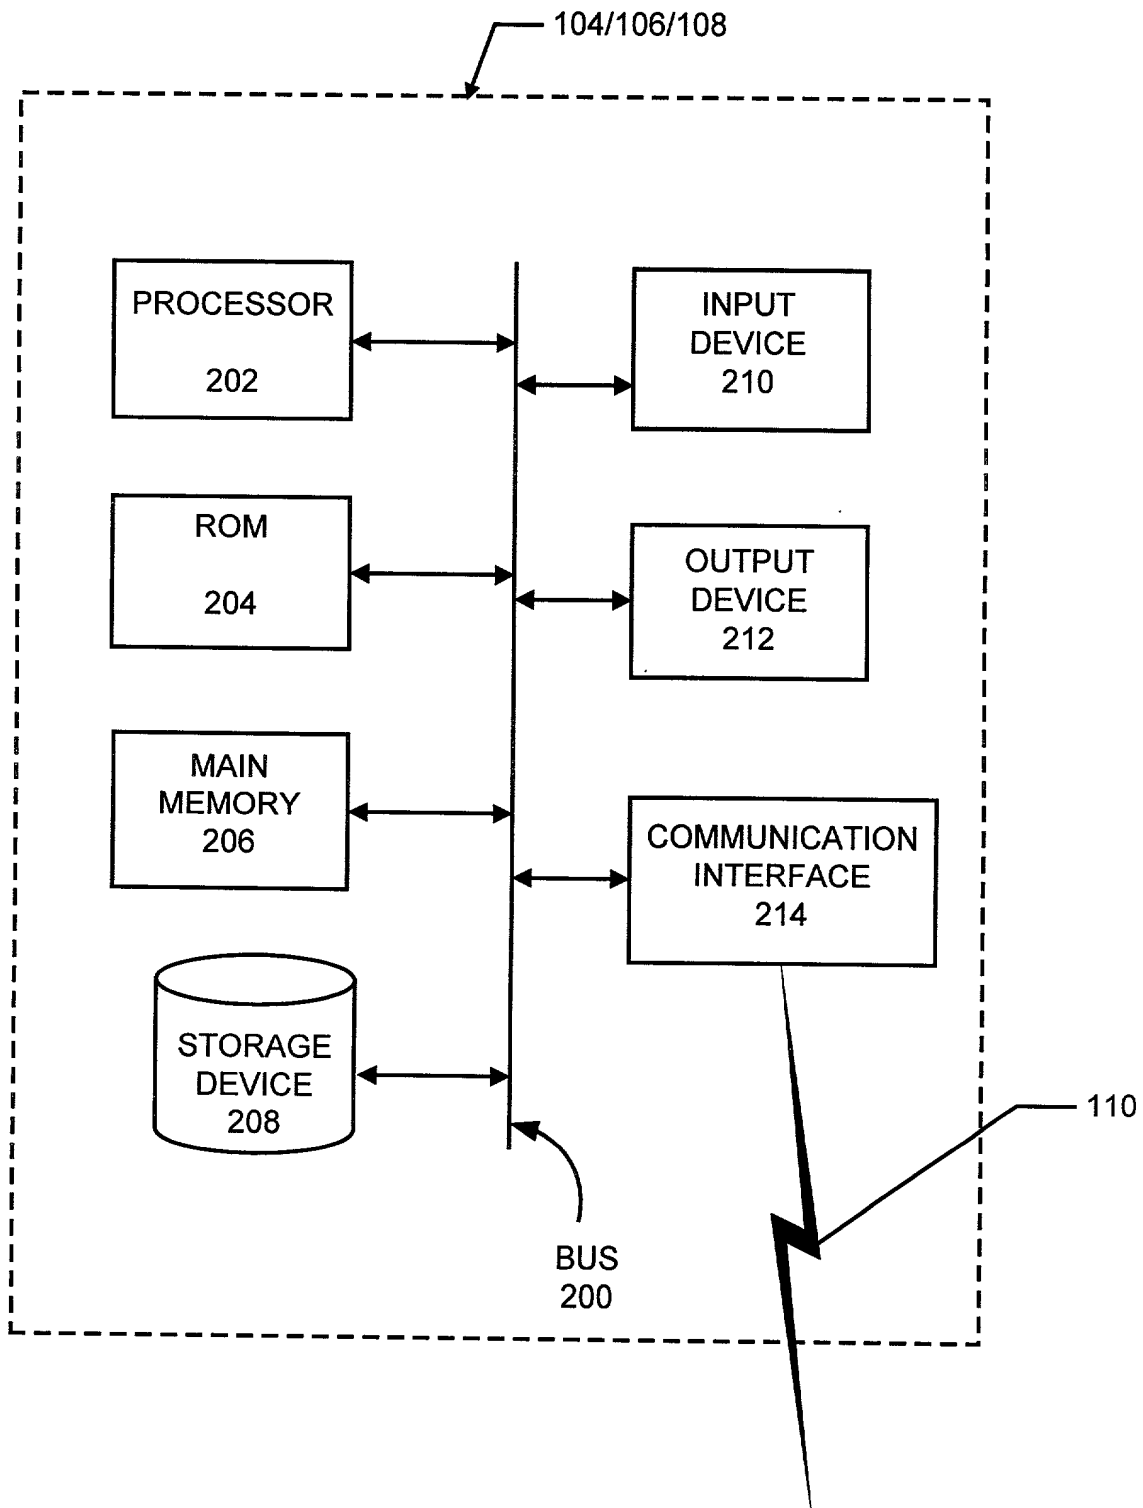 104/106/108
PROCESSOR
202
INPUT
DEVICE
210
ROM
204
OUTPUT
DEVICE
212
MAIN
MEMORY
206
COMMUNICATION
INTERFACE
214
STORAGE
DEVICE
208
110
BUS
200